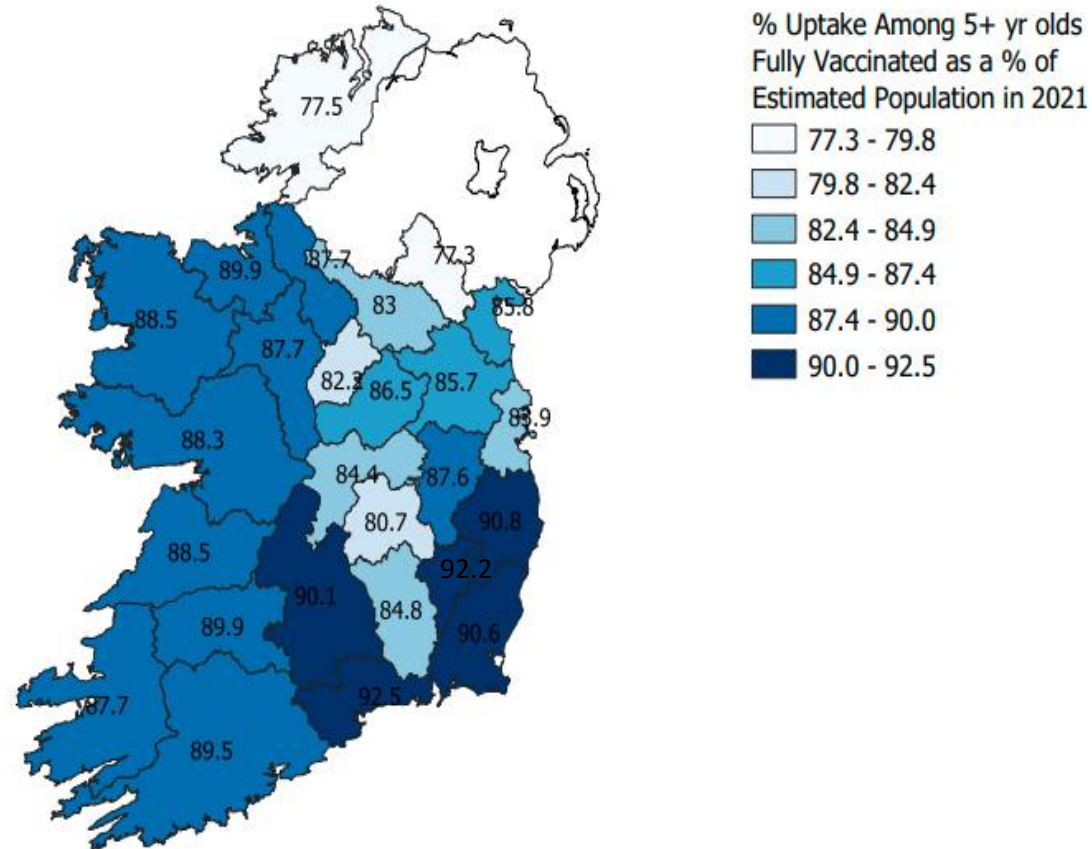 % Uptake Among 5+ yr olds
Fully Vaccinated as a % of
Estimated Population in 2021
77.3 - 79.8
79.8 - 82.4
82.4 - 84.9
84.9 - 87.4
87.4 - 90.0
90.0 - 92.5
77.5
77.3
87.7
89.9
83
85.8
88.5
87.7
82.2
86.5
85.7
83.9
88.3
84.4
87.6
80.7
90.8
88.5
92.2
90.1
84.8
89.9
90.6
92.5
87.7
89.5